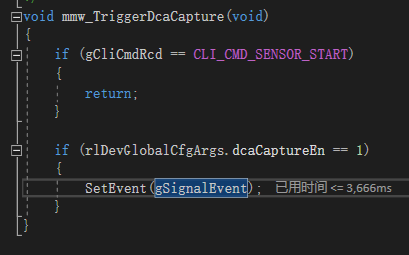 void mmw_TriggerDcaCapture(void)
{
if (gCliCmdRcd == CLI_CMD_SENSOR_START)
{
return;
}
if (rlDevGlobalCfgArgs.dcaCaptureEn == 1)
{
SetEvent(gSignalEvent); 已用时间 <= 3,666ms
}
}